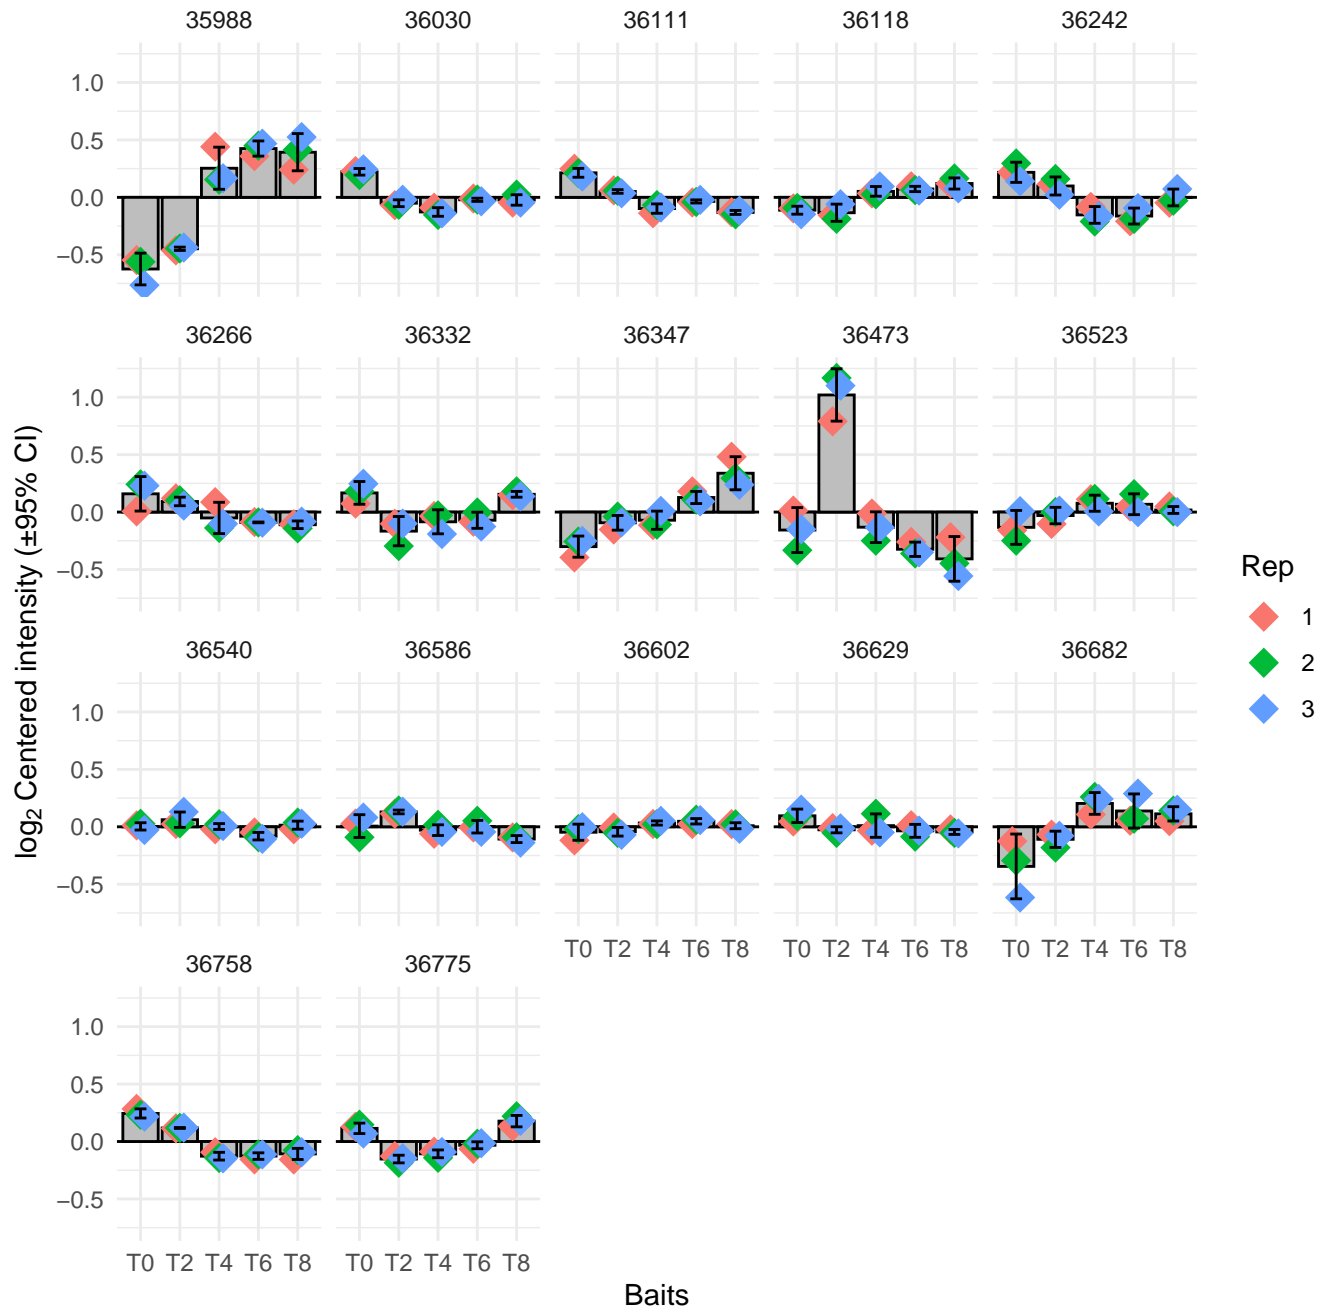 35988 36030 36111 36118 36242
1.0
0.5
0.0
−0.5
36266 36332 36347 36473 36523
1.0
0.5
0.0
−0.5
log2 Centered intensity (±95% CI)
Rep
1
2
3
36540 36586 36602 36629 36682
1.0
0.5
0.0
−0.5
T0 T2 T4 T6 T8 T0 T2 T4 T6 T8 T0 T2 T4 T6 T8
36758 36775
1.0
0.5
0.0
−0.5
T0 T2 T4 T6 T8 T0 T2 T4 T6 T8
Baits